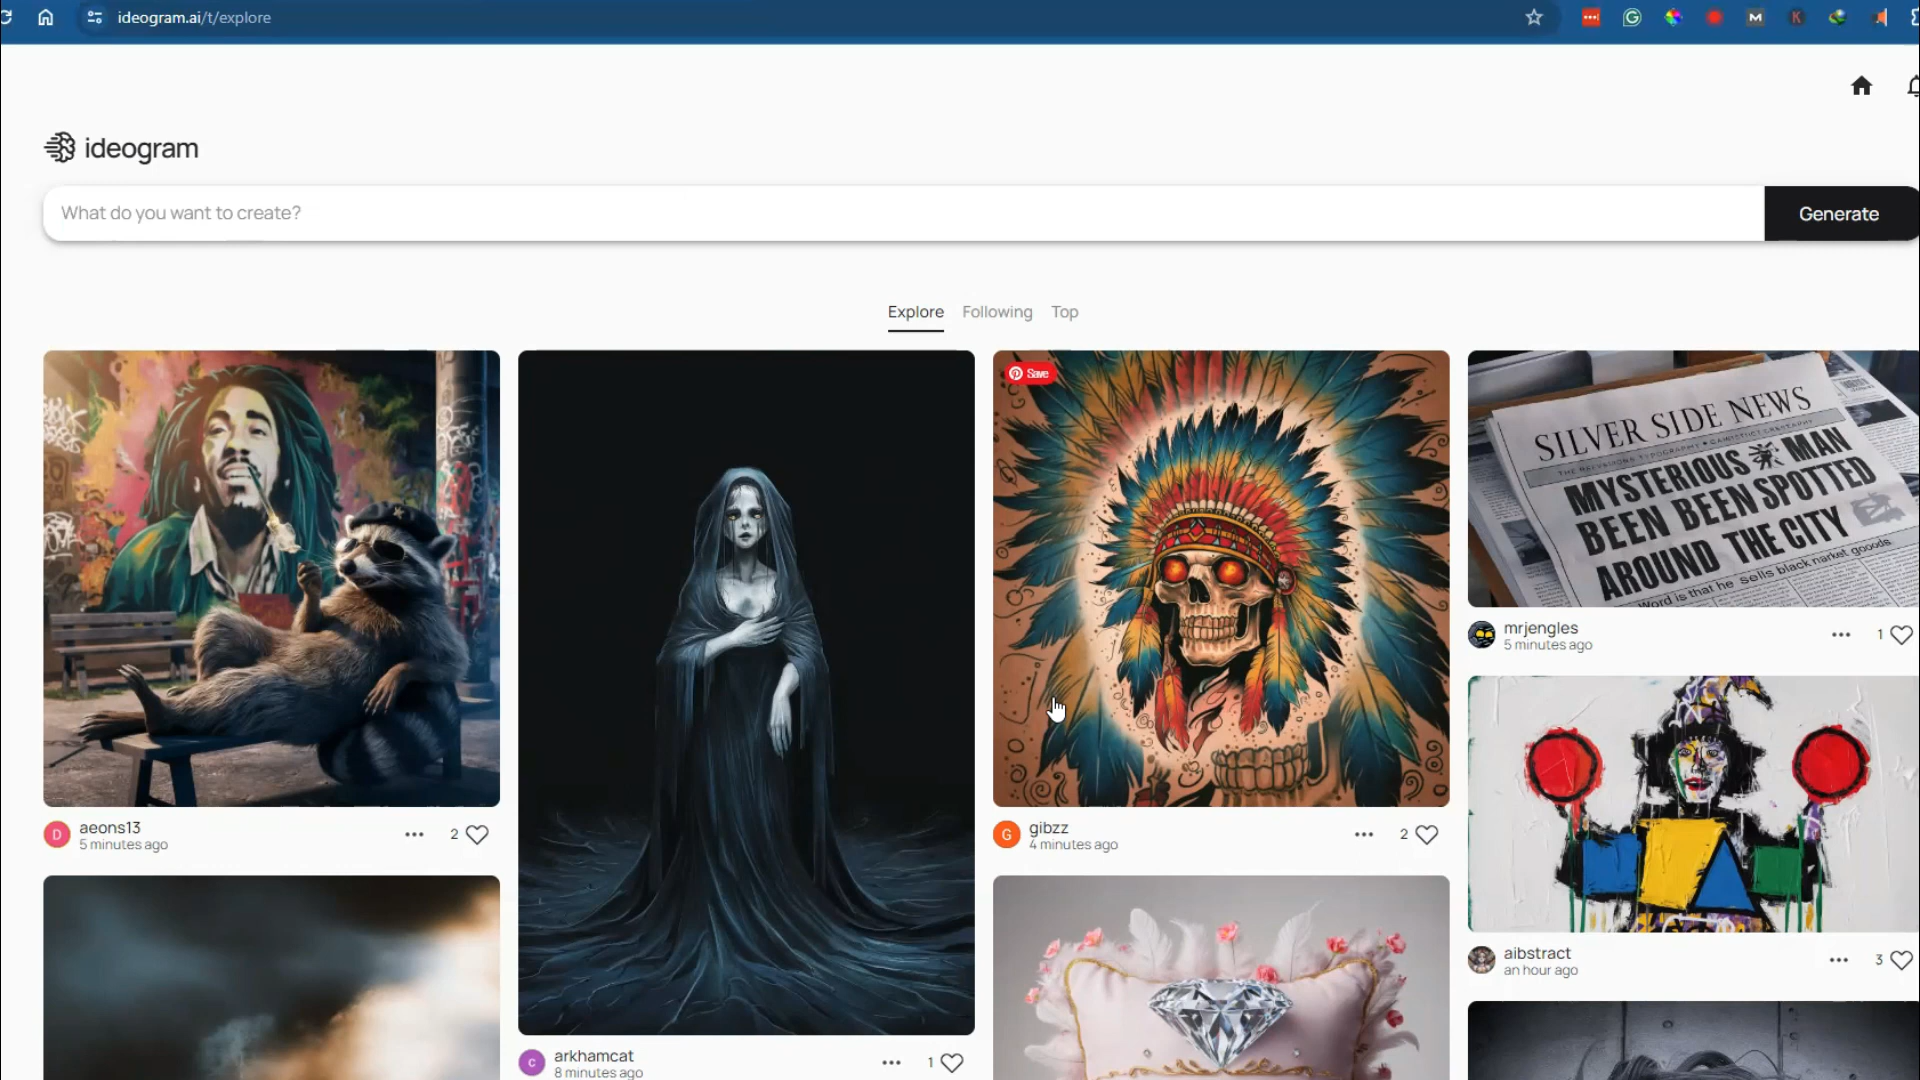 ideogram.ai/t/explore
ideogram
What do you want to create?
Generate
Explore
Following
Top
Save
SILVER SIDE NEWS
MYSTERIOUS MAN
BEEN BEEN SPOTTED
AROUND THE CITY
Word is that he sells black market goods.
mrjengles
5 minutes ago
1
D
aeons13
5 minutes ago
2
G
gibzz
4 minutes ago
2
aibstract
an hour ago
3
C
arkhamcat
8 minutes ago
1